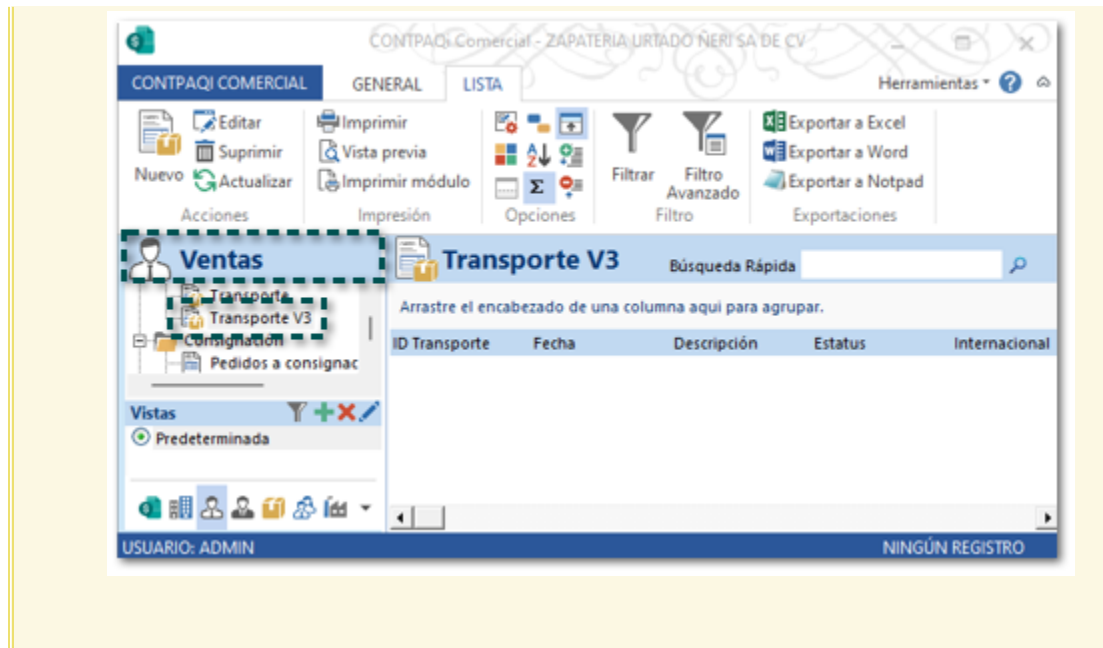 CONTPAQi Comercial - ZAPATERIA URTADO ÑERI SA DE CV
CONTPAQI COMERCIAL GENERAL LISTA Herramientas
Nuevo
Editar
Suprimir
Actualizar
Acciones
Imprimir
Vista previa
Imprimir módulo
Impresión
Opciones
Filtrar
Filtro
Avanzado
Filtro
Exportar a Excel
Exportar a Word
Exportar a Notpad
Exportaciones
Ventas
Transporte
Transporte V3
Consignación
Pedidos a consignac
Vistas
Predeterminada
Transporte V3 Búsqueda Rápida
Arrastre el encabezado de una columna aqui para agrupar.
ID Transporte Fecha Descripción Estatus Internacional
USUARIO: ADMIN NINGÚN REGISTRO